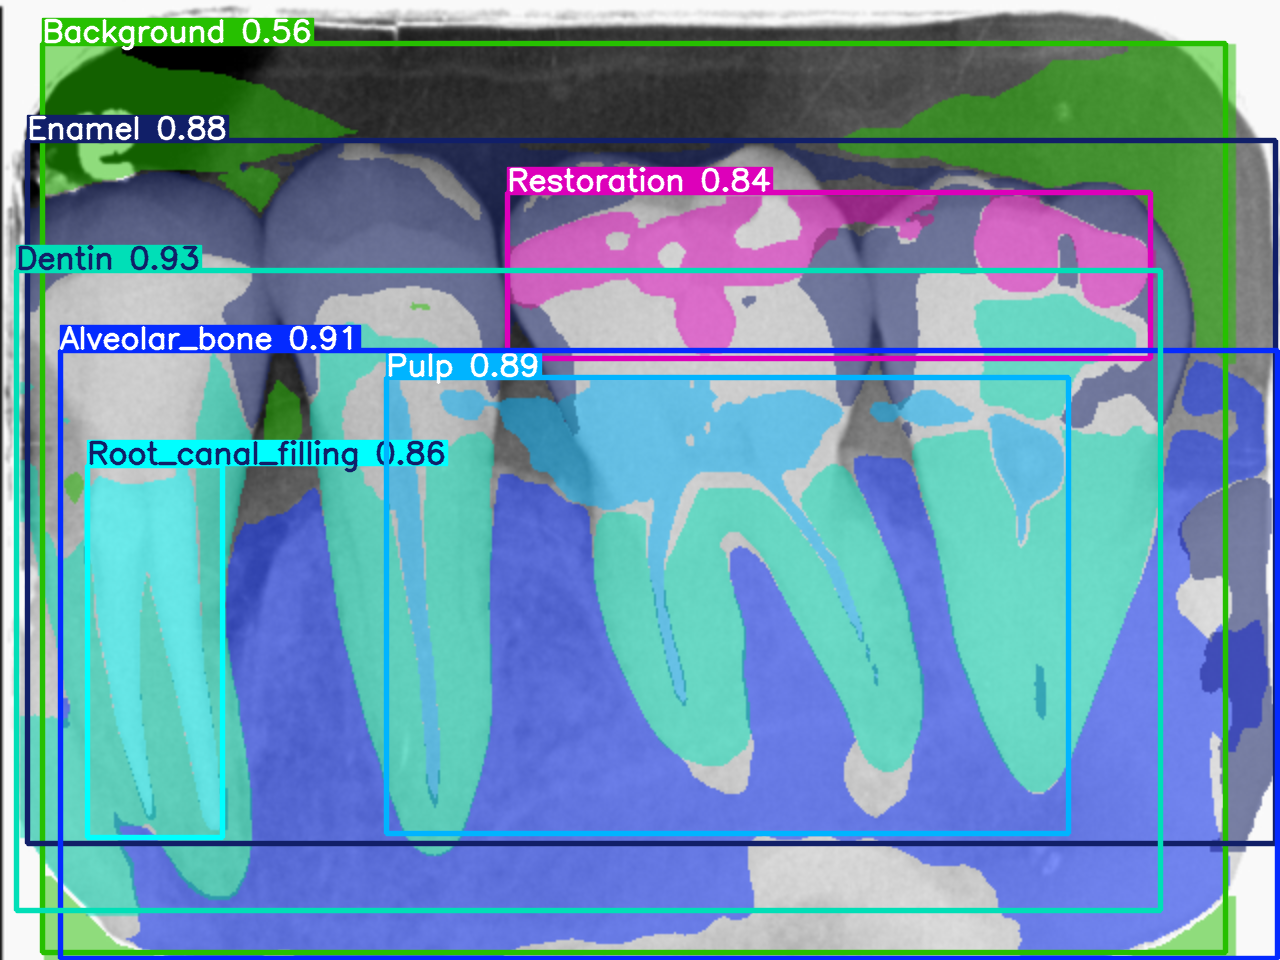 Background 0.56
Enamel 0.88
Restoration 0.84
Dentin 0.93
Alveolar_bone 0.91
Pulp 0.89
Root_canal_filling 0.86